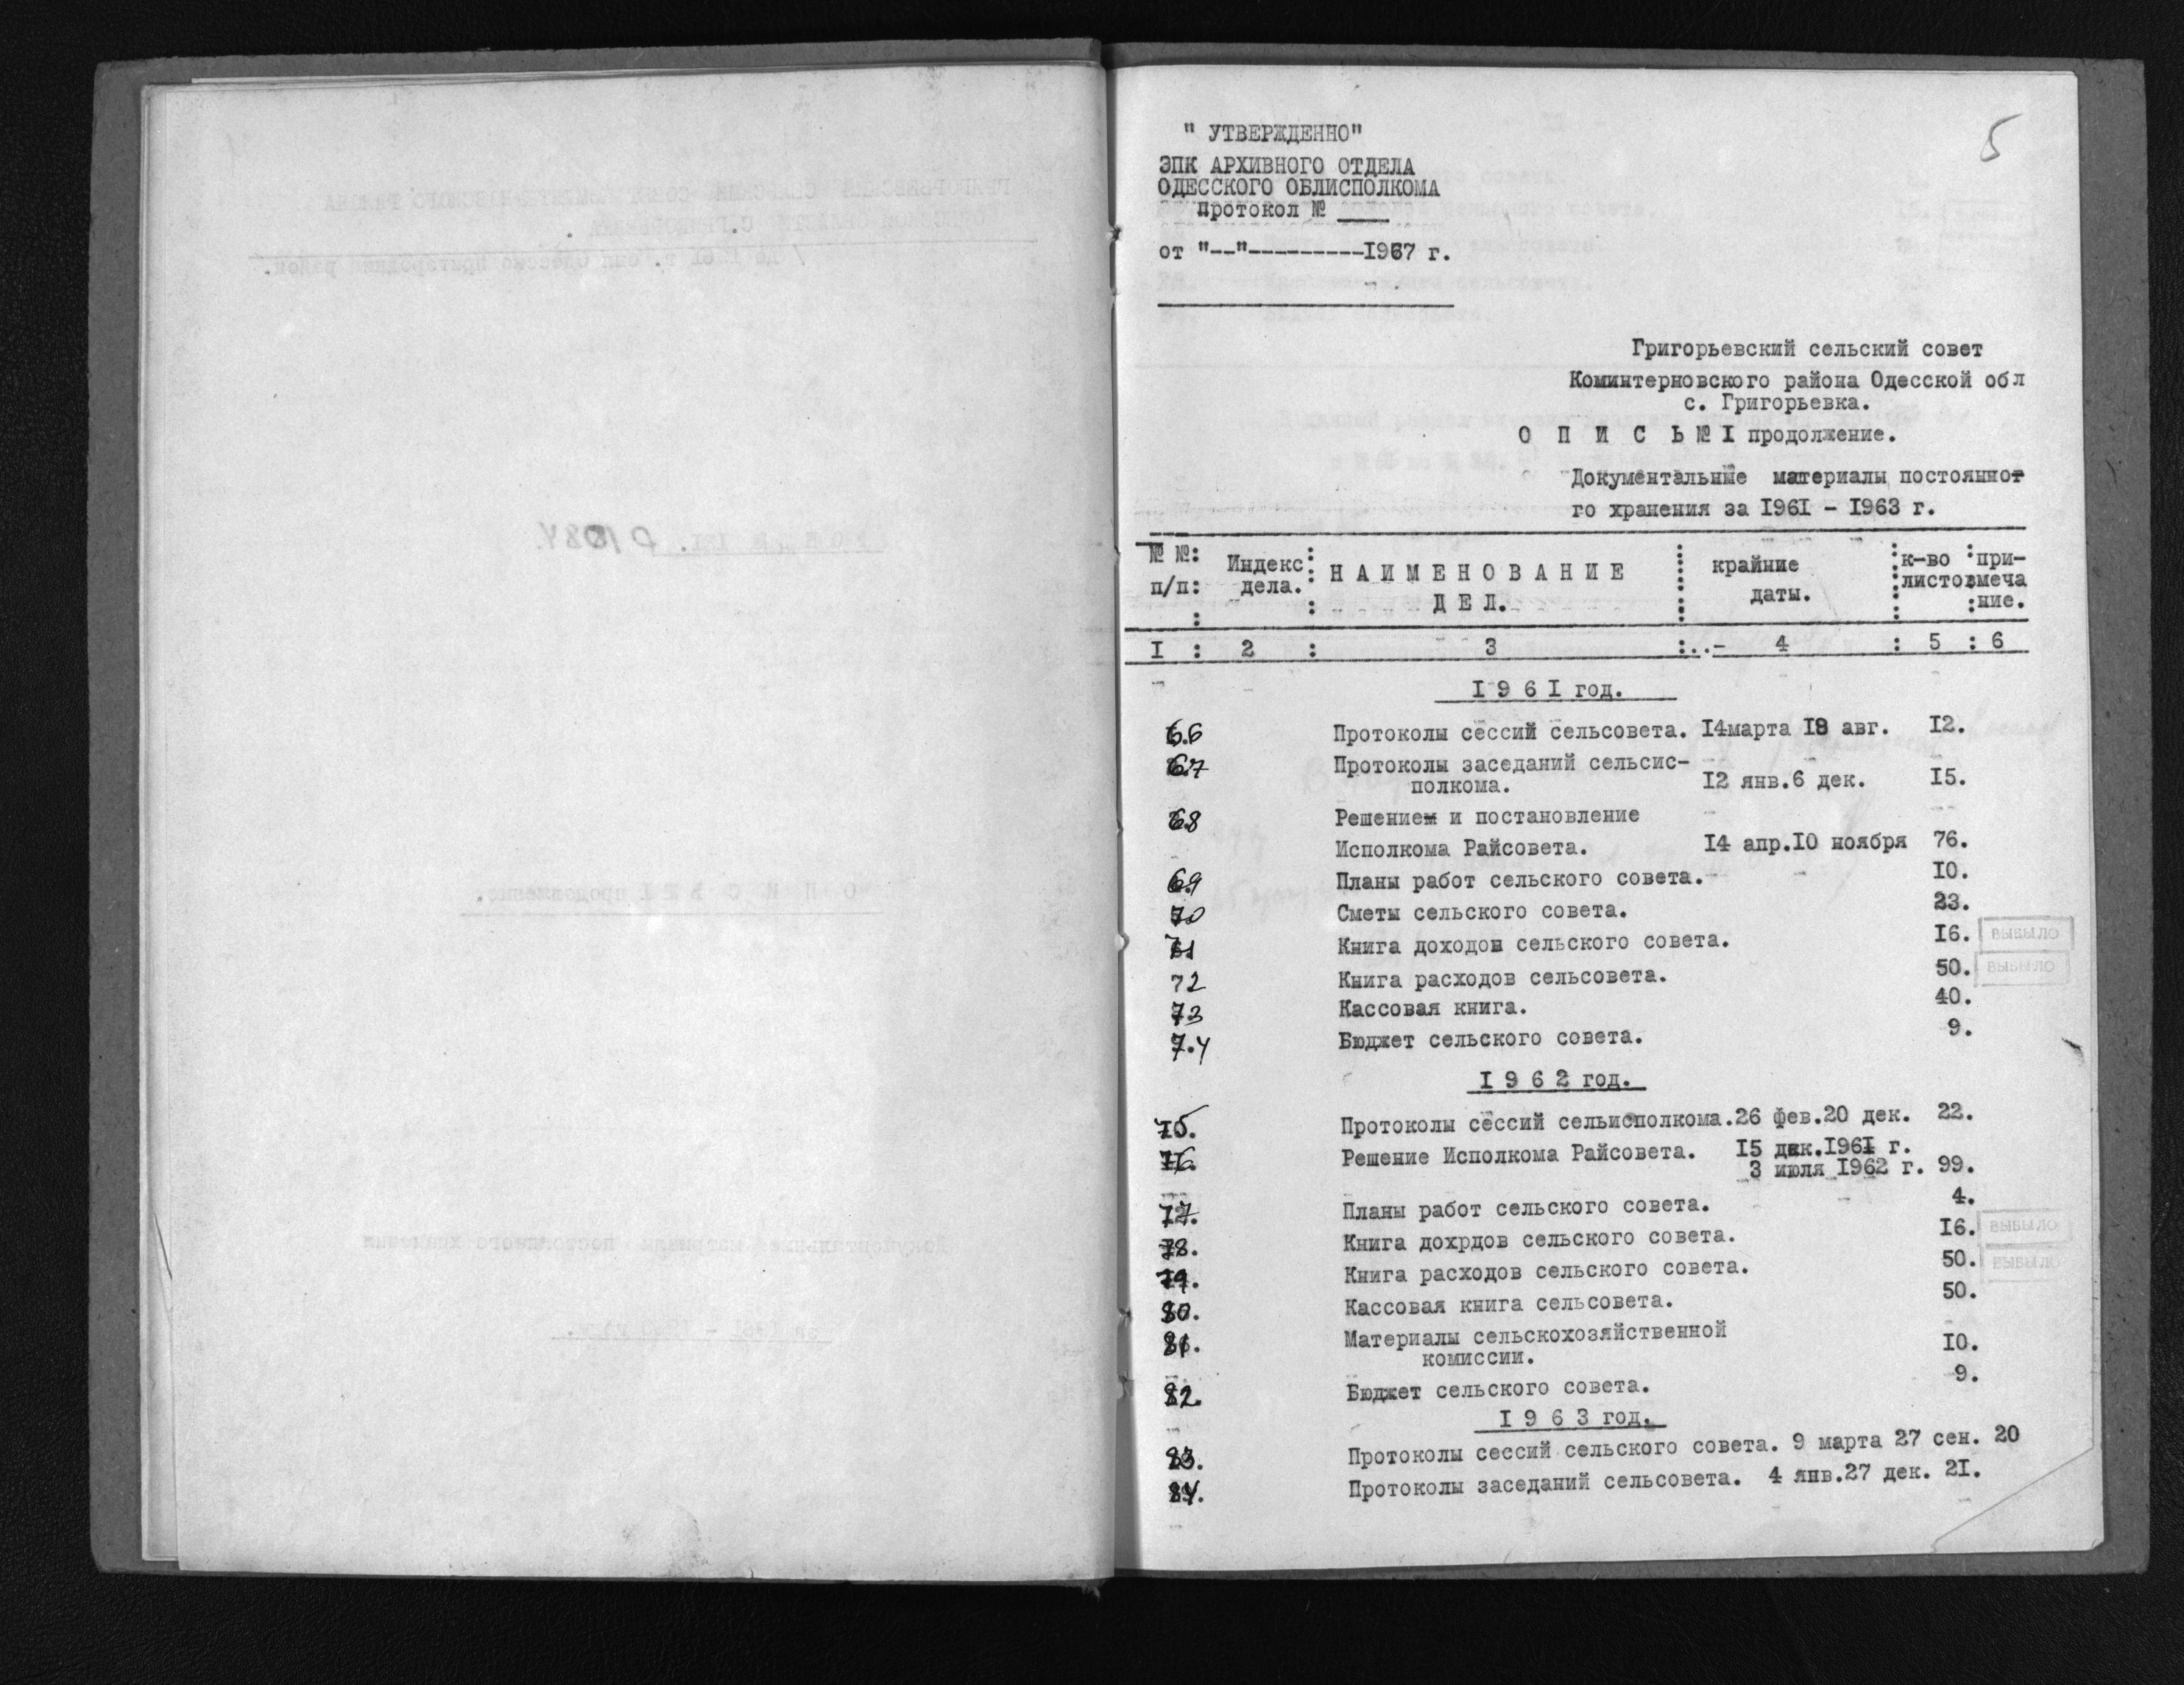 5
" УТВЕРЖДЕННО"
ЭПК АРХИВНОГО ОТДЕЛА
ОДЕССКОГО ОБЛИСПОЛКОМА
Протокол № ____
от "--"---------1967 г.
Григорьевский сельский совет
Коминтерновского района Одесской обл
с. Григорьевка.
О П И С Ь № I продолжение.
Документальные материалы постоянно
го хранения за I96I - I963 г.
№ №: Индекс: Н А И М Е Н О В А Н И Е : крайние :к-во :при-
п/п: дела. : Д Е Л. : даты. :листов меча
:ние.
I : 2 : 3 :..- 4 : 5 : 6
I 9 6 I год.
66 Протоколы сессий сельсовета. I4марта I8 авг. I2.
67 Протоколы заседаний сельсис-
полкома. I2 янв.6 дек. I5.
68 Решением и постановление
Исполкома Райсовета. I4 апр.I0 ноября 76.
69 Планы работ сельского совета. I0.
70 Сметы сельского совета. 23.
71 Книга доходов сельского совета. I6. ВЫБЫЛО
72 Книга расходов сельсовета. 50. ВЫБЫЛО
73 Кассовая книга. 40.
7.4 Бюджет сельского совета. 9.
I 9 6 2 год.
75. Протоколы сессий сельисполкома.26 фев.20 дек. 22.
76. Решение Исполкома Райсовета. I5 дек.I96I г.
3 июля I962 г. 99.
77. Планы работ сельского совета. 4.
78. Книга дохрдов сельского совета. I6. ВЫБЫЛО
79. Книга расходов сельского совета. 50. ВЫБЫЛО
80. Кассовая книга сельсовета. 50.
81. Материалы сельскохозяйственной
комиссии. I0.
82. Бюджет сельского совета. 9.
I 9 6 3 год.
83. Протоколы сессий сельского совета. 9 марта 27 сен. 20
84. Протоколы заседаний сельсовета. 4 янв.27 дек. 2I.